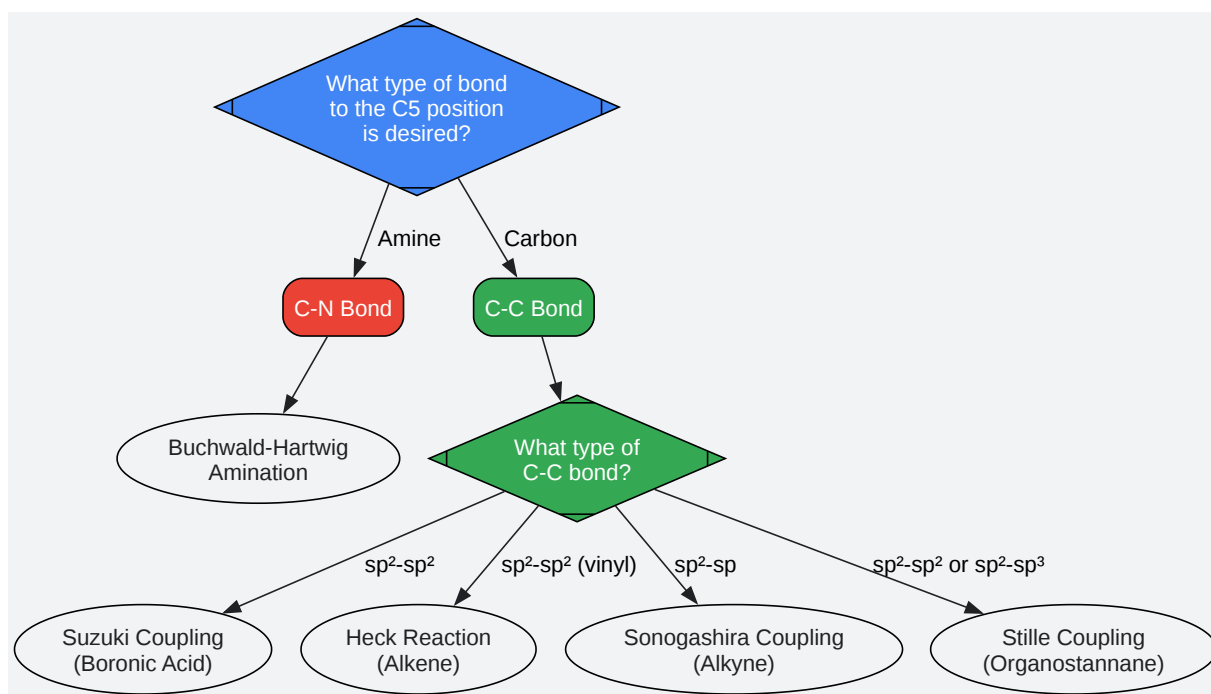 What type of bond
to the C5 position
is desired?
Amine
Carbon
C-N Bond
C-C Bond
Buchwald-Hartwig
Amination
What type of
C-C bond?
sp²-sp²
sp²-sp² (vinyl)
sp²-sp
sp²-sp² or sp²-sp³
Suzuki Coupling
(Boronic Acid)
Heck Reaction
(Alkene)
Sonogashira Coupling
(Alkyne)
Stille Coupling
(Organostannane)